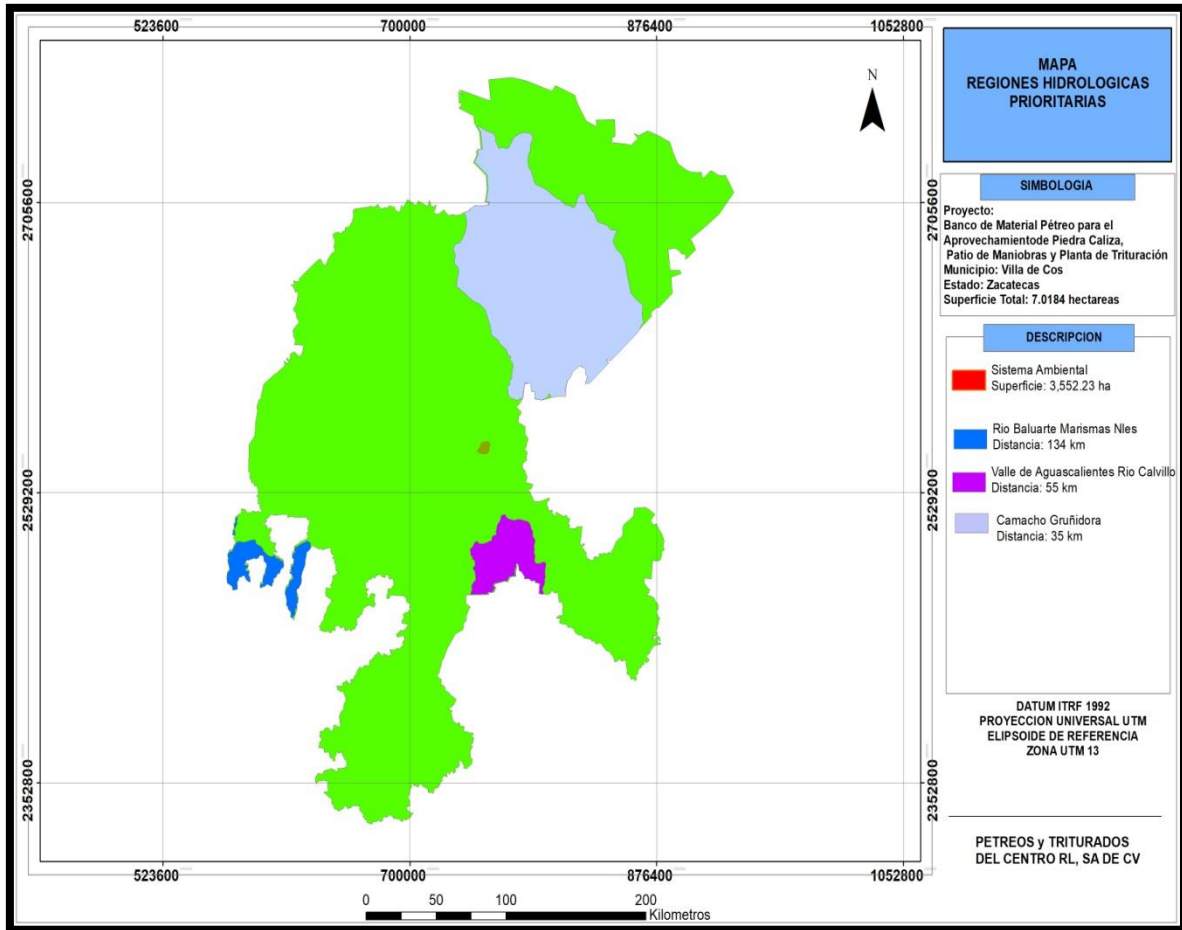 523600
700000
876400
1052800
2705600
2529200
2352800
N
2705600
2529200
2352800
523600
700000
876400
1052800
0
50
100
200
Kilometros
MAPA
REGIONES HIDROLOGICAS
PRIORITARIAS
SIMBOLOGIA
Proyecto:
Banco de Material Pétreo para el
Aprovechamientode Piedra Caliza,
Patio de Maniobras y Planta de Trituración
Municipio: Villa de Cos
Estado: Zacatecas
Superficie Total: 7.0184 hectareas
DESCRIPCION
Sistema Ambiental
Superficie: 3,552.23 ha
Rio Baluarte Marismas Nles
Distancia: 134 km
Valle de Aguascalientes Rio Calvillo
Distancia: 55 km
Camacho Gruñidora
Distancia: 35 km
DATUM ITRF 1992
PROYECCION UNIVERSAL UTM
ELIPSOIDE DE REFERENCIA
ZONA UTM 13
PETREOS y TRITURADOS
DEL CENTRO RL, SA DE CV